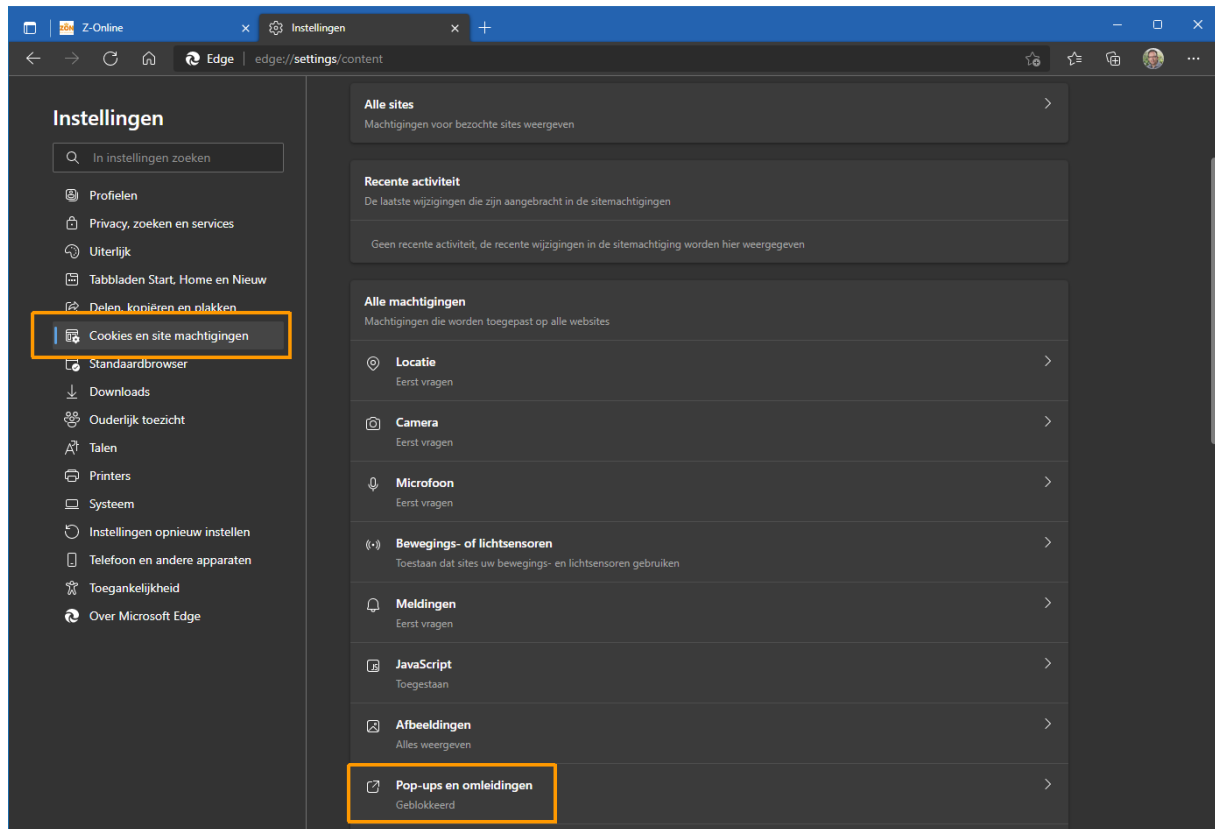 zôn Z-Online
Instellingen
Edge edge://settings/content
Instellingen
In instellingen zoeken
Profielen
Privacy, zoeken en services
Uiterlijk
Tabbladen Start, Home en Nieuw
Delen, kopiëren en plakken
Cookies en site machtigingen
Standaardbrowser
Downloads
Ouderlijk toezicht
Talen
Printers
Systeem
Instellingen opnieuw instellen
Telefoon en andere apparaten
Toegankelijkheid
Over Microsoft Edge
Alle sites
Machtigingen voor bezochte sites weergeven
Recente activiteit
De laatste wijzigingen die zijn aangebracht in de sitemachtigingen
Geen recente activiteit, de recente wijzigingen in de sitemachtiging worden hier weergegeven
Alle machtigingen
Machtigingen die worden toegepast op alle websites
Locatie
Eerst vragen
Camera
Eerst vragen
Microfoon
Eerst vragen
Bewegings- of lichtsensoren
Toestaan dat sites uw bewegings- en lichtsensoren gebruiken
Meldingen
Eerst vragen
JavaScript
Toegestaan
Afbeeldingen
Alles weergeven
Pop-ups en omleidingen
Geblokkeerd